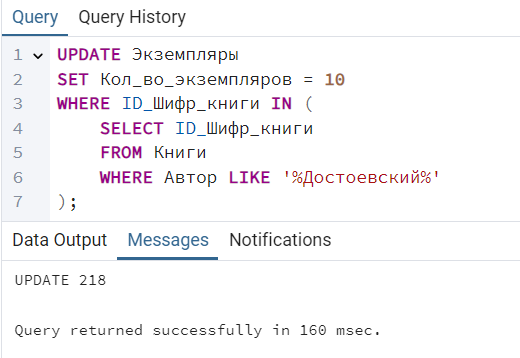 Query Query History
1 UPDATE Экземпляры
2 SET Кол_во_экземпляров = 10
3 WHERE ID_Шифр_книги IN (
4 SELECT ID_Шифр_книги
5 FROM Книги
6 WHERE Автор LIKE '%Достоевский%'
7 );
Data Output Messages Notifications
UPDATE 218
Query returned successfully in 160 msec.